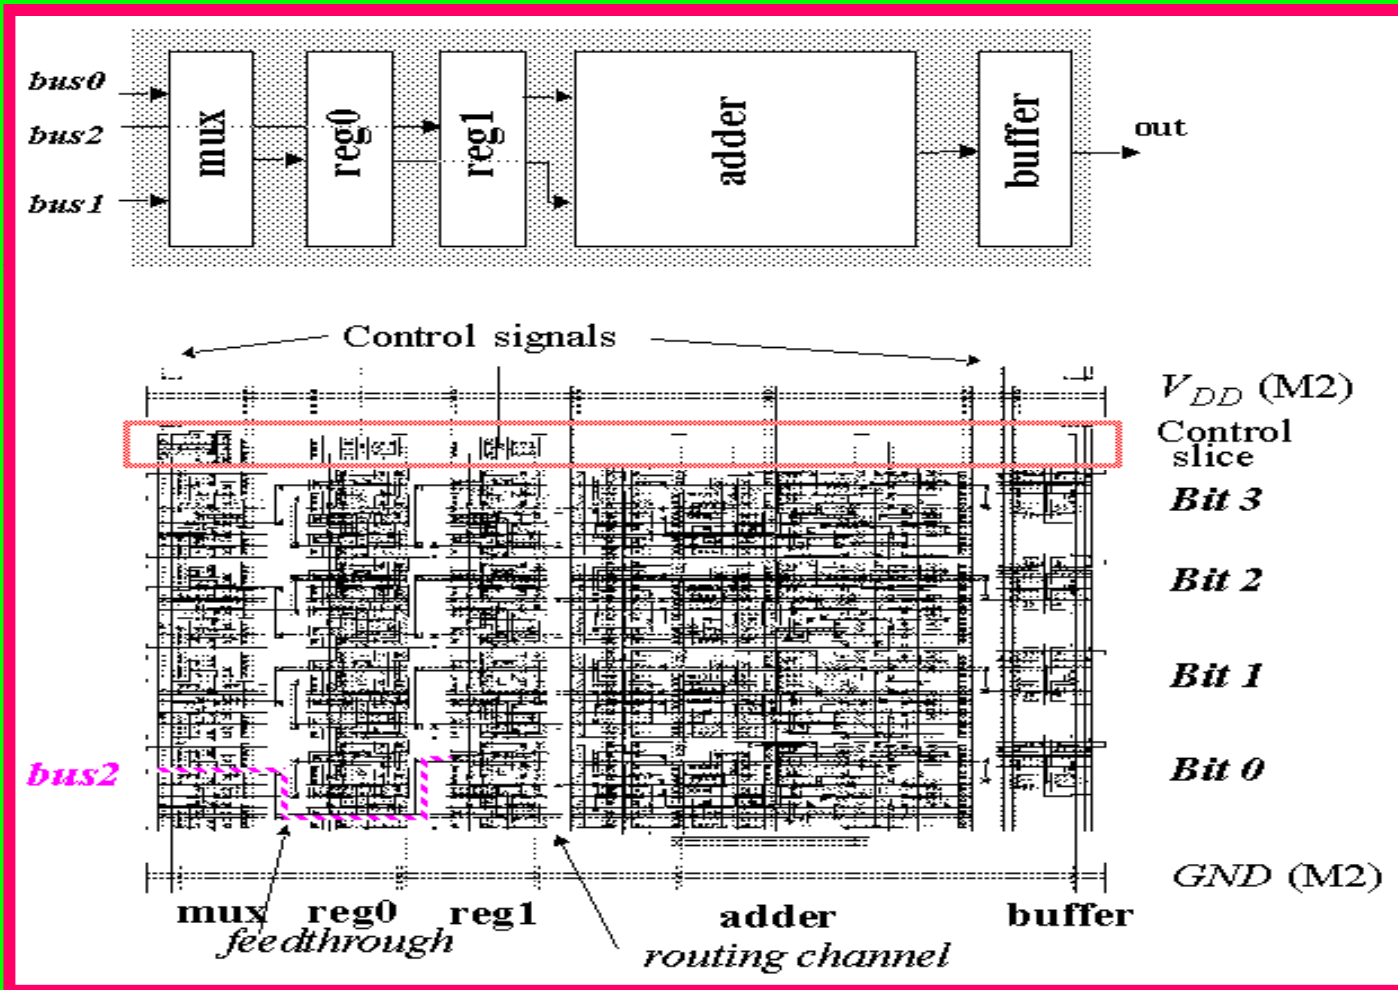 bus0
bus2
bus1
mux
reg0
reg1
adder
buffer
out
Control signals
VDD (M2)
Control
slice
Bit 3
Bit 2
Bit 1
bus2
Bit 0
GND (M2)
mux reg0 reg1 adder buffer
feedthrough
routing channel